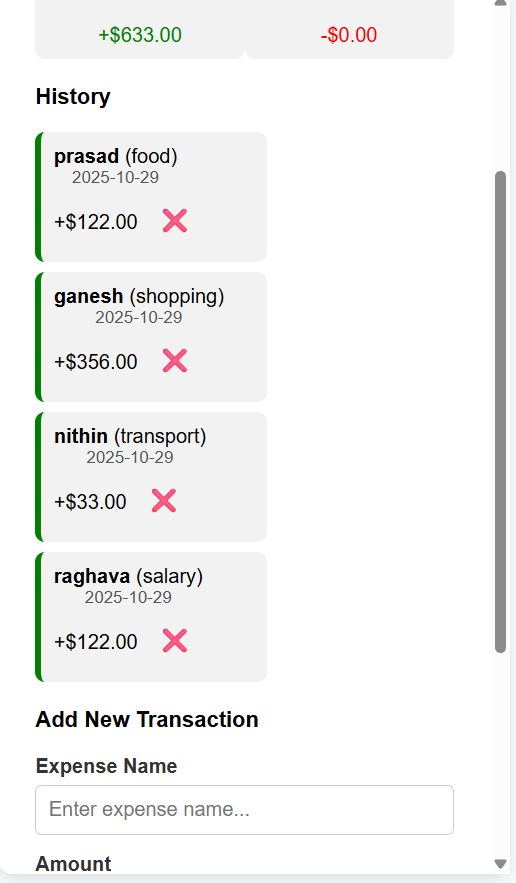 +$633.00 -$0.00
History
prasad (food)
2025-10-29
+$122.00 ❌
ganesh (shopping)
2025-10-29
+$356.00 ❌
nithin (transport)
2025-10-29
+$33.00 ❌
raghava (salary)
2025-10-29
+$122.00 ❌
Add New Transaction
Expense Name
Enter expense name...
Amount